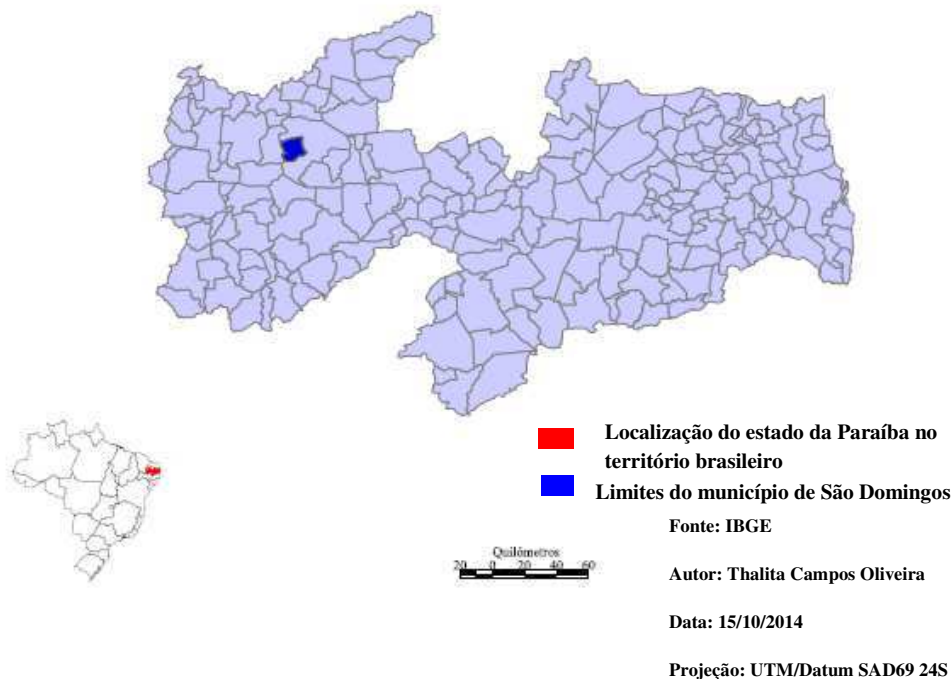 Localização do estado da Paraíba no
território brasileiro
Limites do município de São Domingos
Fonte: IBGE
Quilómetros
20 0 20 40 60
Autor: Thalita Campos Oliveira
Data: 15/10/2014
Projeção: UTM/Datum SAD69 24S